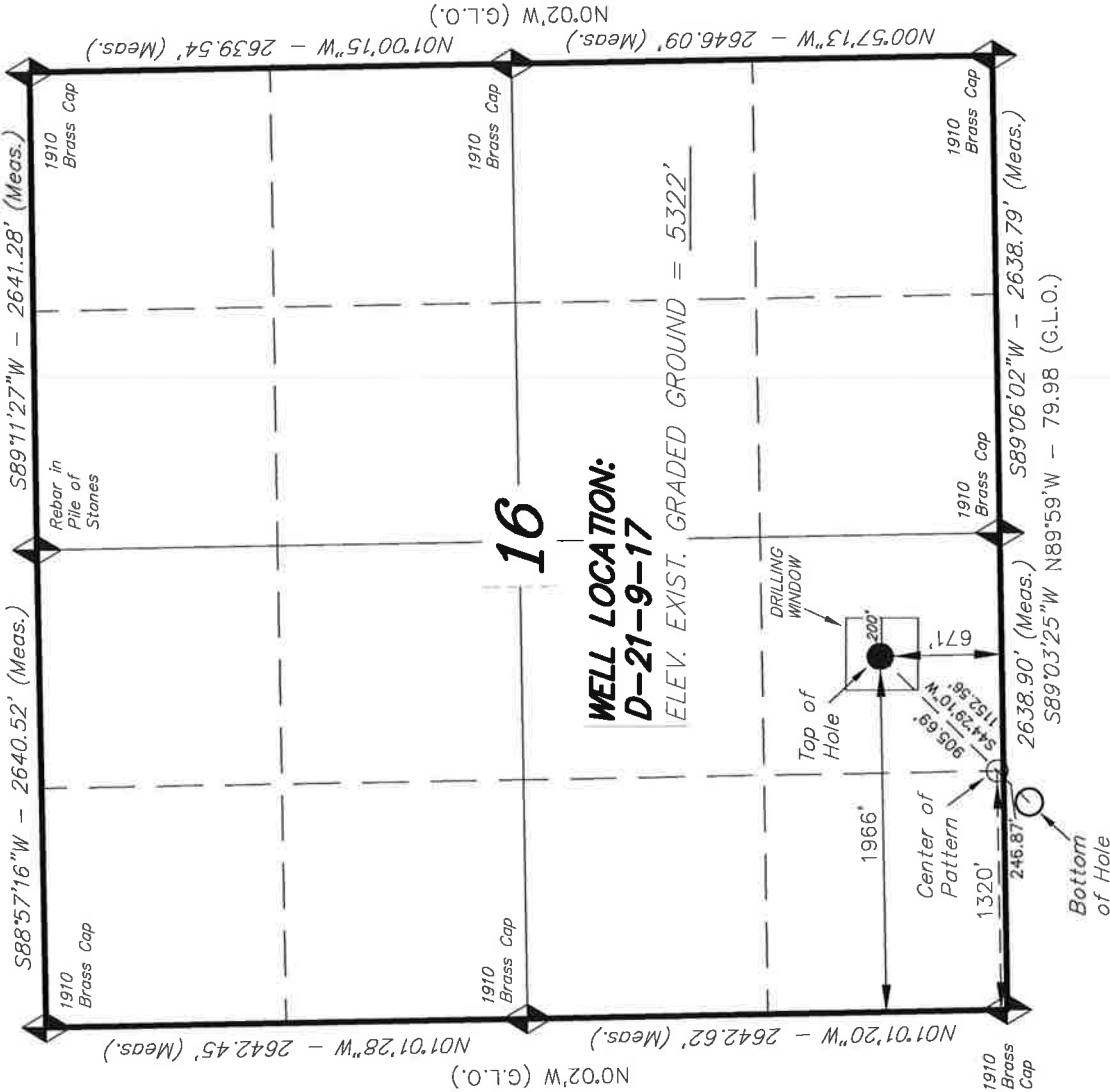 N0°02'W (G.L.O.)
S88°57'16"W – 2640.52' (Meas.)
S89°11'27"W – 2641.28' (Meas.)
1910
Brass Cap
Rebar in
Pile of
Stones
1910
Brass Cap
N01°01'28"W – 2642.45' (Meas.)
N01°00'15"W – 2639.54' (Meas.)
N0°02'W (G.L.O.)
1910
Brass Cap
16
1910
Brass Cap
WELL LOCATION:
D–21–9–17
ELEV. EXIST. GRADED GROUND = 5322'
N01°01'20"W – 2642.62' (Meas.)
N00°57'13"W – 2646.09' (Meas.)
DRILLING
WINDOW
200'
Top of
Hole
1966'
671'
905.69'
S44°29'10"W
1152.56'
Center of
Pattern
1320'
246.87'
Bottom
of Hole
1910
Brass
Cap
1910
Brass Cap
1910
Brass Cap
2638.90' (Meas.)
S89°06'02"W – 2638.79' (Meas.)
S89°03'25"W N89°59'W – 79.98 (G.L.O.)